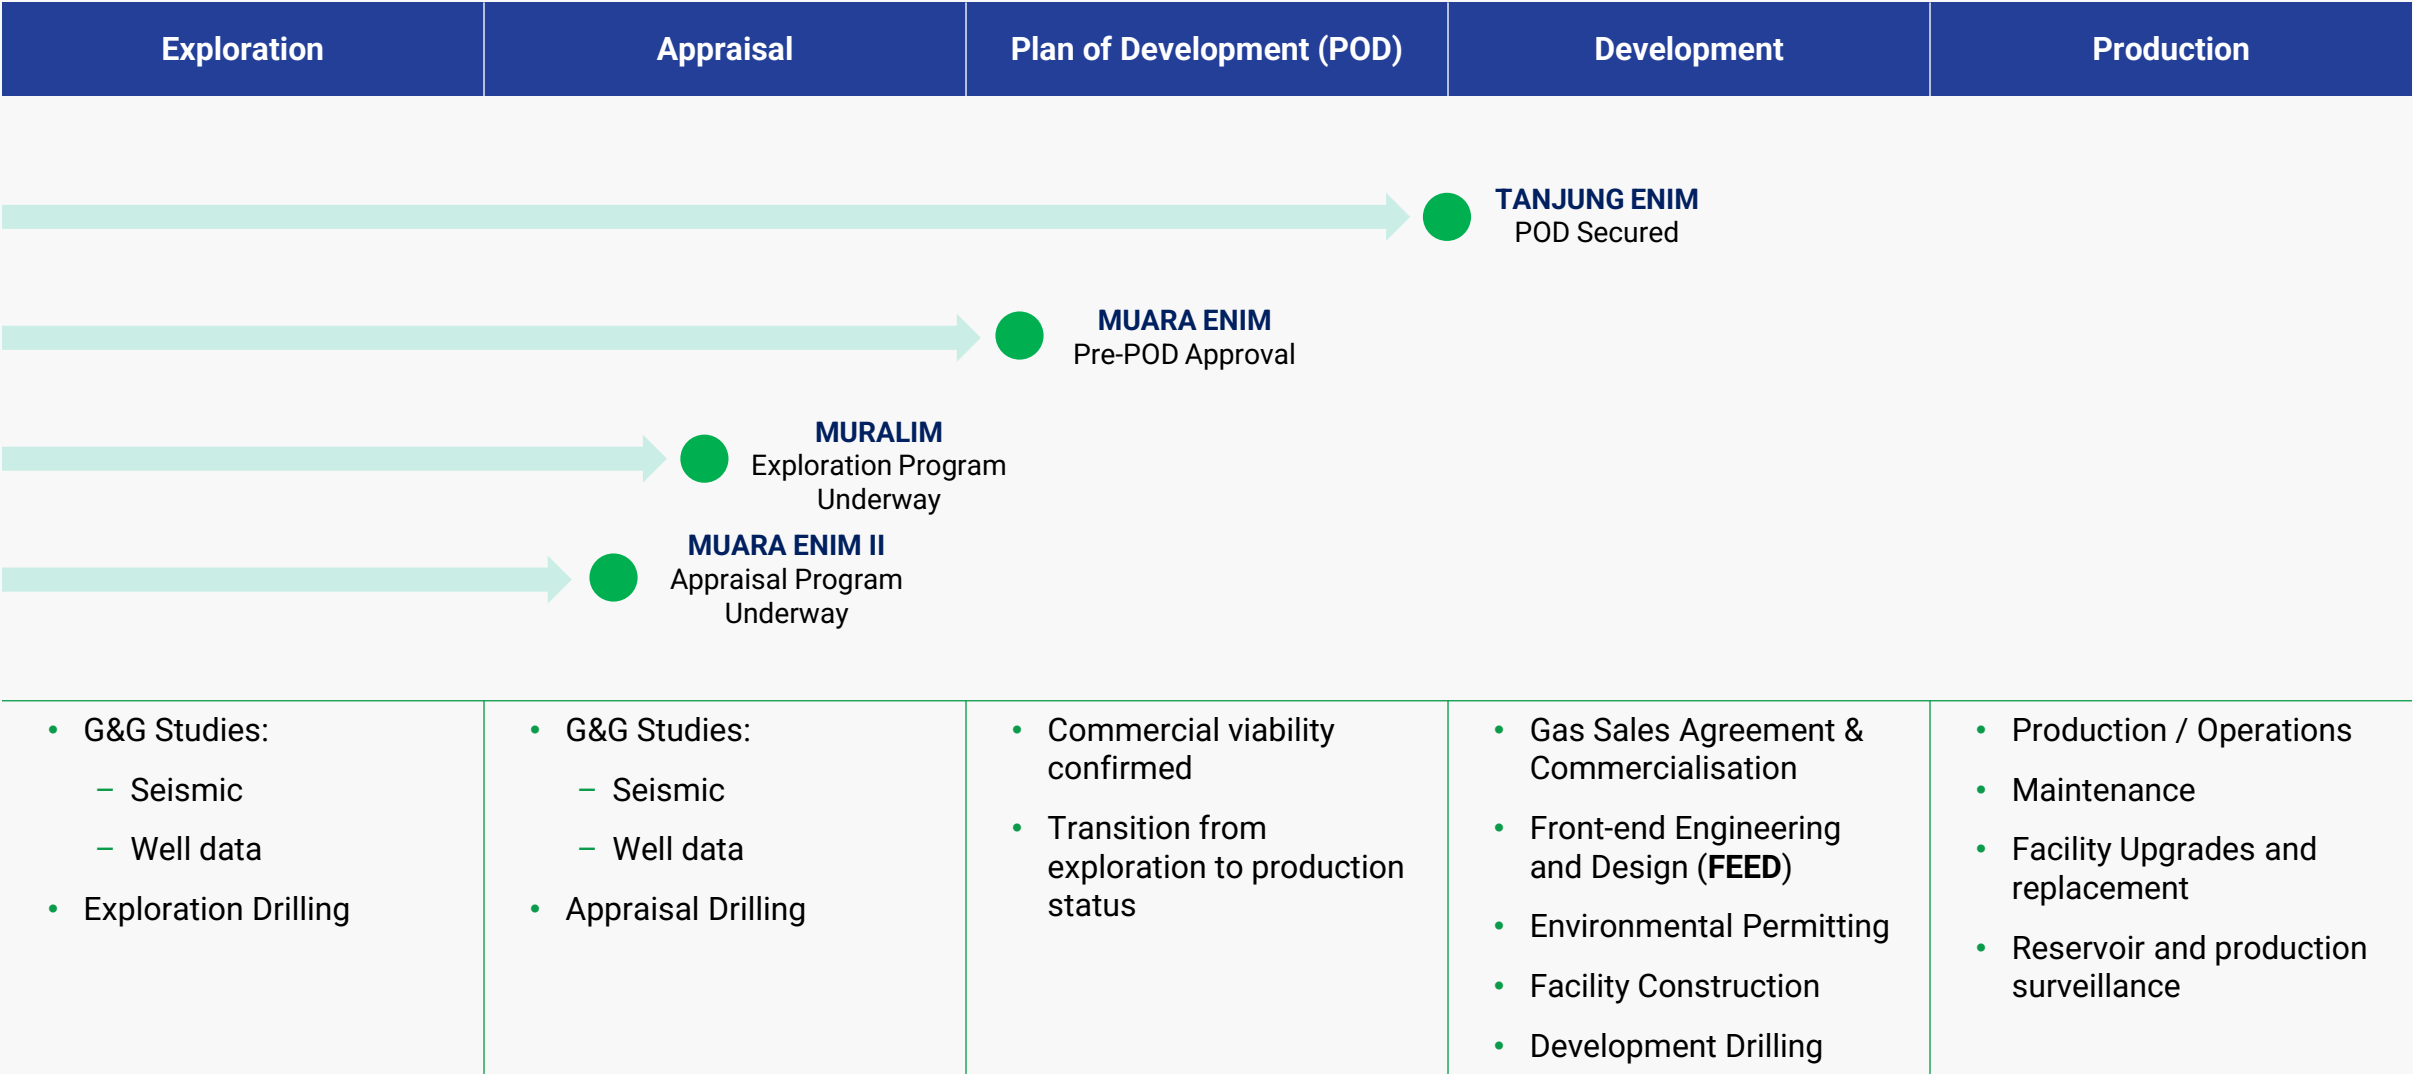 Exploration
Appraisal
Plan of Development (POD)
Development
Production
TANJUNG ENIM
POD Secured
MUARA ENIM
Pre-POD Approval
MURALIM
Exploration Program
Underway
MUARA ENIM II
Appraisal Program
Underway
• G&G Studies:
– Seismic
– Well data
• Exploration Drilling
• G&G Studies:
– Seismic
– Well data
• Appraisal Drilling
• Commercial viability
confirmed
• Transition from
exploration to production
status
• Gas Sales Agreement &
Commercialisation
• Front-end Engineering
and Design (FEED)
• Environmental Permitting
• Facility Construction
• Development Drilling
• Production / Operations
• Maintenance
• Facility Upgrades and
replacement
• Reservoir and production
surveillance